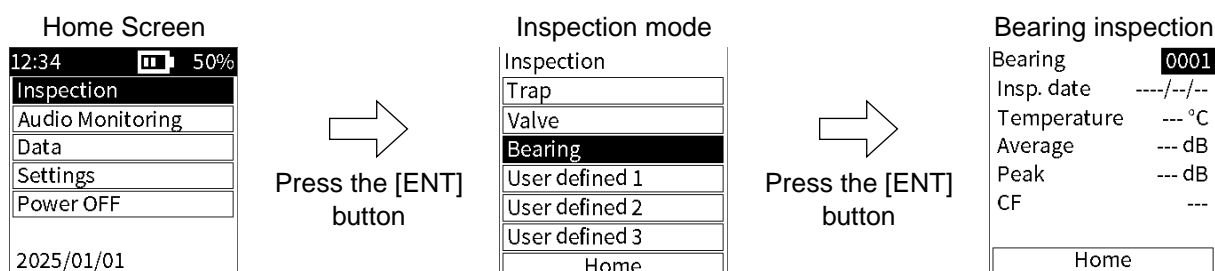 Home Screen
12:34 50%
Inspection
Audio Monitoring
Data
Settings
Power OFF
2025/01/01
Press the [ENT]
button
Inspection mode
Inspection
Trap
Valve
Bearing
User defined 1
User defined 2
User defined 3
Home
Press the [ENT]
button
Bearing inspection
Bearing 0001
Insp. date ----/--/--
Temperature --- °C
Average --- dB
Peak --- dB
CF ---
Home